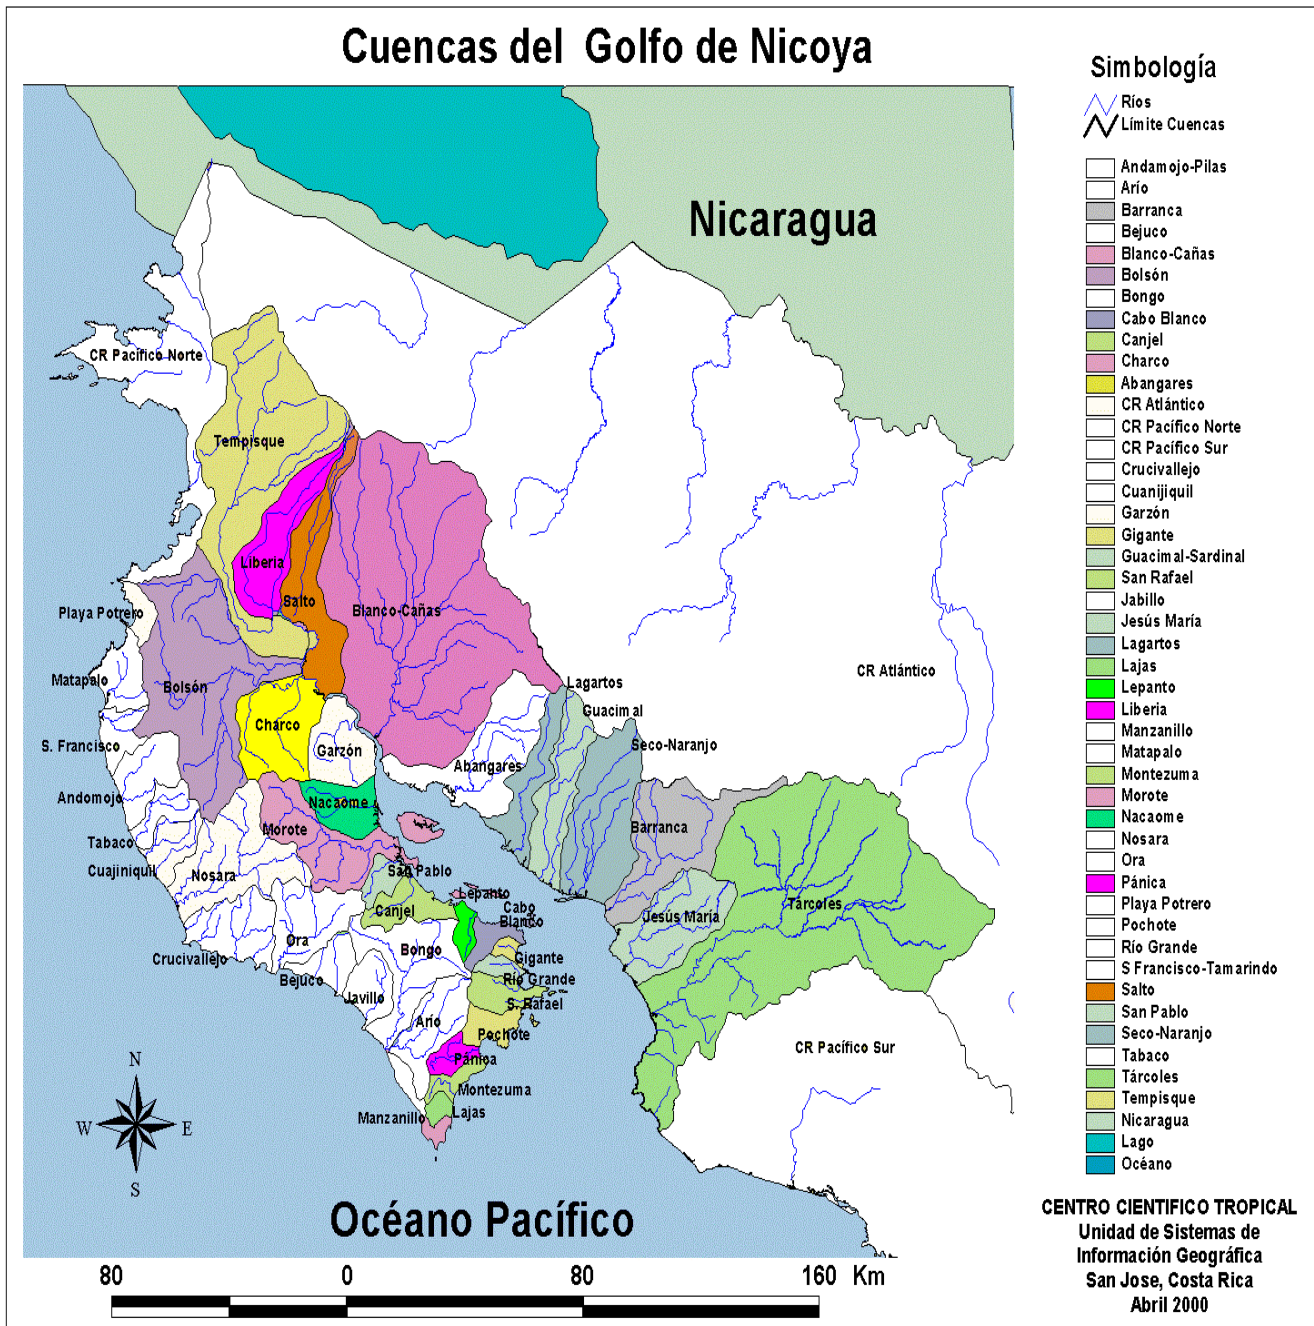 Cuencas del Golfo de Nicoya
Simbología
Ríos
Límite Cuencas
Andamojo-Pilas
Arío
Barranca
Bejuco
Blanco-Cañas
Bolsón
Bongo
Cabo Blanco
Canjel
Charco
Abangares
CR Atlántico
CR Pacífico Norte
CR Pacífico Sur
Crucivallejo
Cuanijiquil
Garzón
Gigante
Guacimal-Sardinal
San Rafael
Jabillo
Jesús María
Lagartos
Lajas
Lepanto
Liberia
Manzanillo
Matapalo
Montezuma
Morote
Nacaome
Nosara
Ora
Pánica
Playa Potrero
Pochote
Río Grande
S Francisco-Tamarindo
Salto
San Pablo
Seco-Naranjo
Tabaco
Tárcoles
Tempisque
Nicaragua
Lago
Océano
Nicaragua
CR Pacífico Norte
Tempisque
Liberia
Salto
Blanco-Cañas
Playa Potrero
CR Atlántico
Matapalo
Bolsón
Lagartos
Guacimal
Charco
S. Francisco
Garzón
Seco-Naranjo
Abangares
Andomojo
Nacaome
Morote
Barranca
Tabaco
Cuajiniquil
Nosara
San Pablo
Lepanto
Cabo
Blanco
Canjel
Jesús María
Tárcoles
Ora
Bongo
Crucivallejo
Gigante
Bejuco
Río Grande
Javillo
S. Rafael
Arío
Pochote
CR Pacífico Sur
Pánica
Montezuma
Manzanillo
Lajas
N
W
E
S
Océano Pacífico
80 0 80 160 Km
CENTRO CIENTIFICO TROPICAL
Unidad de Sistemas de
Información Geográfica
San Jose, Costa Rica
Abril 2000